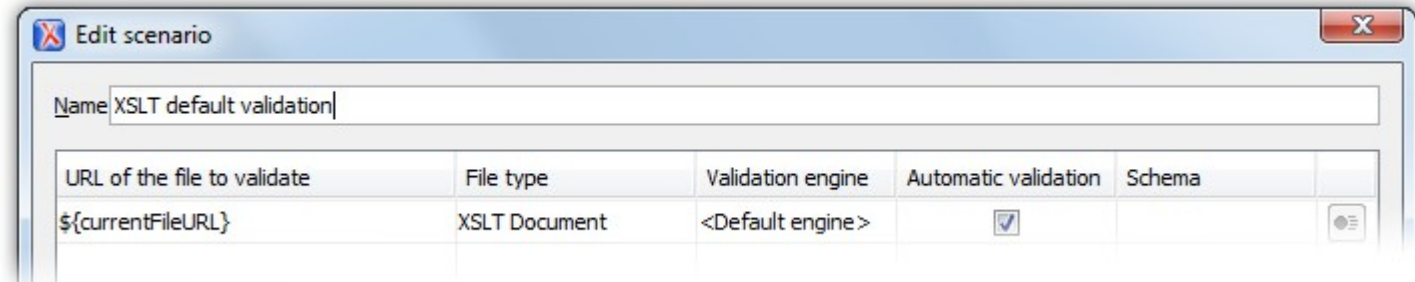 Edit scenario
Name XSLT default validation
URL of the file to validate File type Validation engine Automatic validation Schema
${currentFileURL} XSLT Document <Default engine>